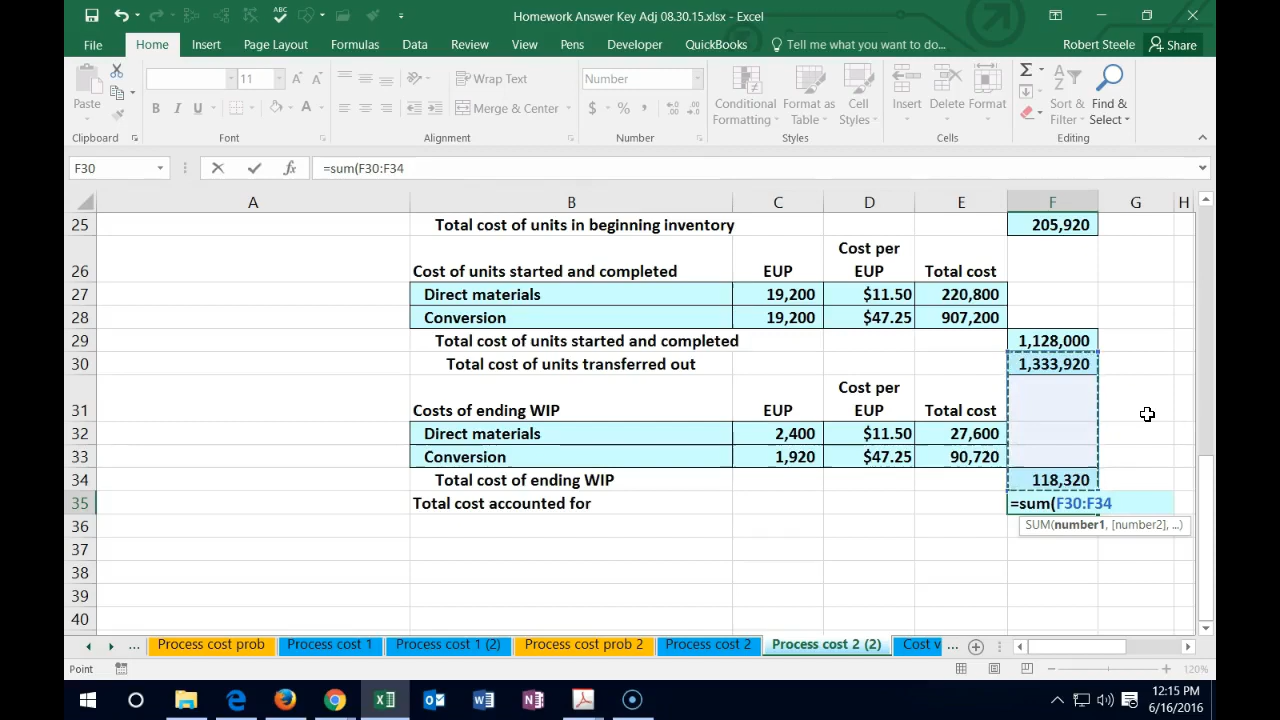 Homework Answer Key Adj 08.30.15.xlsx - Excel
File Home Insert Page Layout Formulas Data Review View Pens Developer QuickBooks Tell me what you want to do... Robert Steele Share
Paste 11 Wrap Text Number Conditional Formatting Format as Table Cell Styles Insert Delete Format Sort & Filter Find & Select
B I U A Merge & Center $ % ,
Clipboard Font Alignment Number Styles Cells Editing
F30 fx =sum(F30:F34
A B C D E F G H
25 Total cost of units in beginning inventory 205,920
Cost per
26 Cost of units started and completed EUP EUP Total cost
27 Direct materials 19,200 $11.50 220,800
28 Conversion 19,200 $47.25 907,200
29 Total cost of units started and completed 1,128,000
30 Total cost of units transferred out 1,333,920
Cost per
31 Costs of ending WIP EUP EUP Total cost
32 Direct materials 2,400 $11.50 27,600
33 Conversion 1,920 $47.25 90,720
34 Total cost of ending WIP 118,320
35 Total cost accounted for =sum(F30:F34
36 SUM(number1, [number2], ...)
37
38
39
40
... Process cost prob Process cost 1 Process cost 1 (2) Process cost prob 2 Process cost 2 Process cost 2 (2) Cost v ...
Point 120%
12:15 PM
6/16/2016